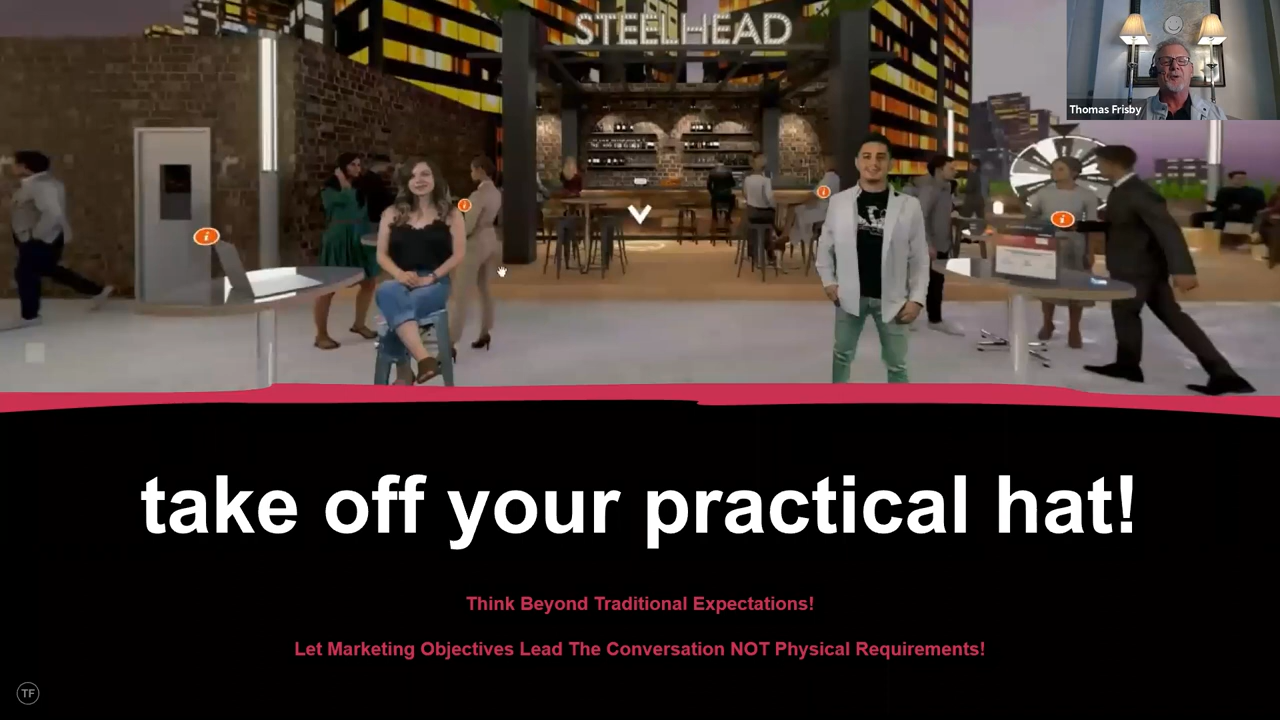 STEELHEAD
Thomas Frisby
take off your practical hat!
Think Beyond Traditional Expectations!
Let Marketing Objectives Lead The Conversation NOT Physical Requirements!
TF